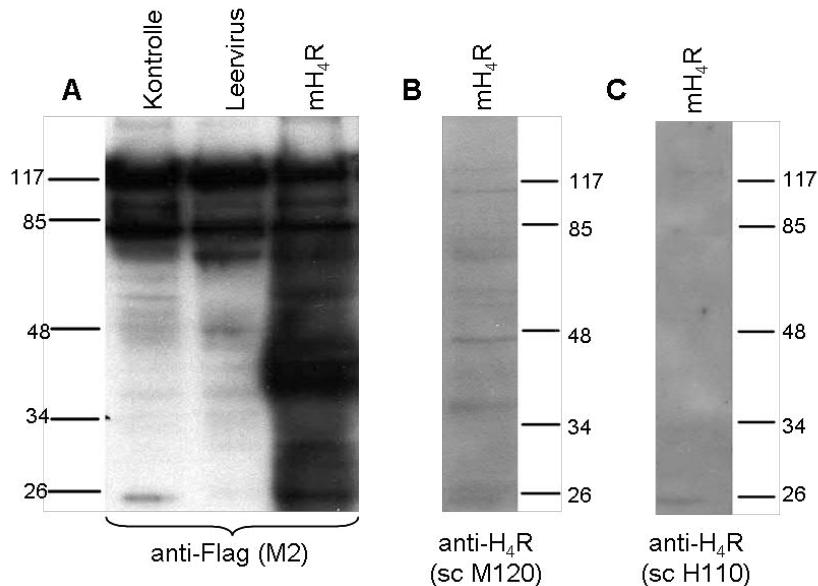 A
Kontrolle
Leervirus
mH₄R
117
85
48
34
26
anti-Flag (M2)
B
mH₄R
117
85
48
34
26
anti-H₄R
(sc M120)
C
mH₄R
117
85
48
34
26
anti-H₄R
(sc H110)